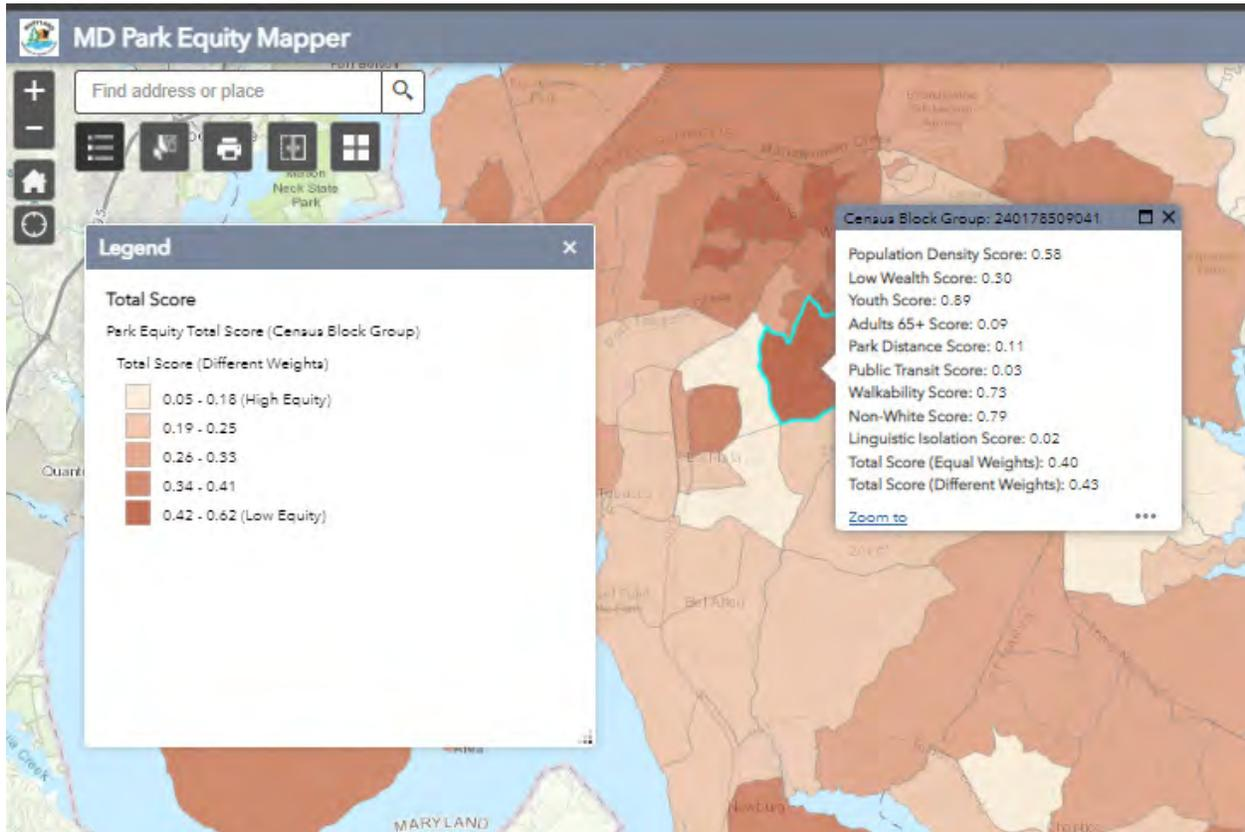 MD Park Equity Mapper
Find address or place
Mason
Neck State
Park
95
Legend
Total Score
Park Equity Total Score (Census Block Group)
Total Score (Different Weights)
0.05 - 0.18 (High Equity)
0.19 - 0.25
0.26 - 0.33
0.34 - 0.41
0.42 - 0.62 (Low Equity)
Census Block Group: 240178509041
Population Density Score: 0.58
Low Wealth Score: 0.30
Youth Score: 0.89
Adults 65+ Score: 0.09
Park Distance Score: 0.11
Public Transit Score: 0.03
Walkability Score: 0.73
Non-White Score: 0.79
Linguistic Isolation Score: 0.02
Total Score (Equal Weights): 0.40
Total Score (Different Weights): 0.43
Zoom to
Quanti
La Plata
Bel Alton
Creek
MARYLAND
Newburg